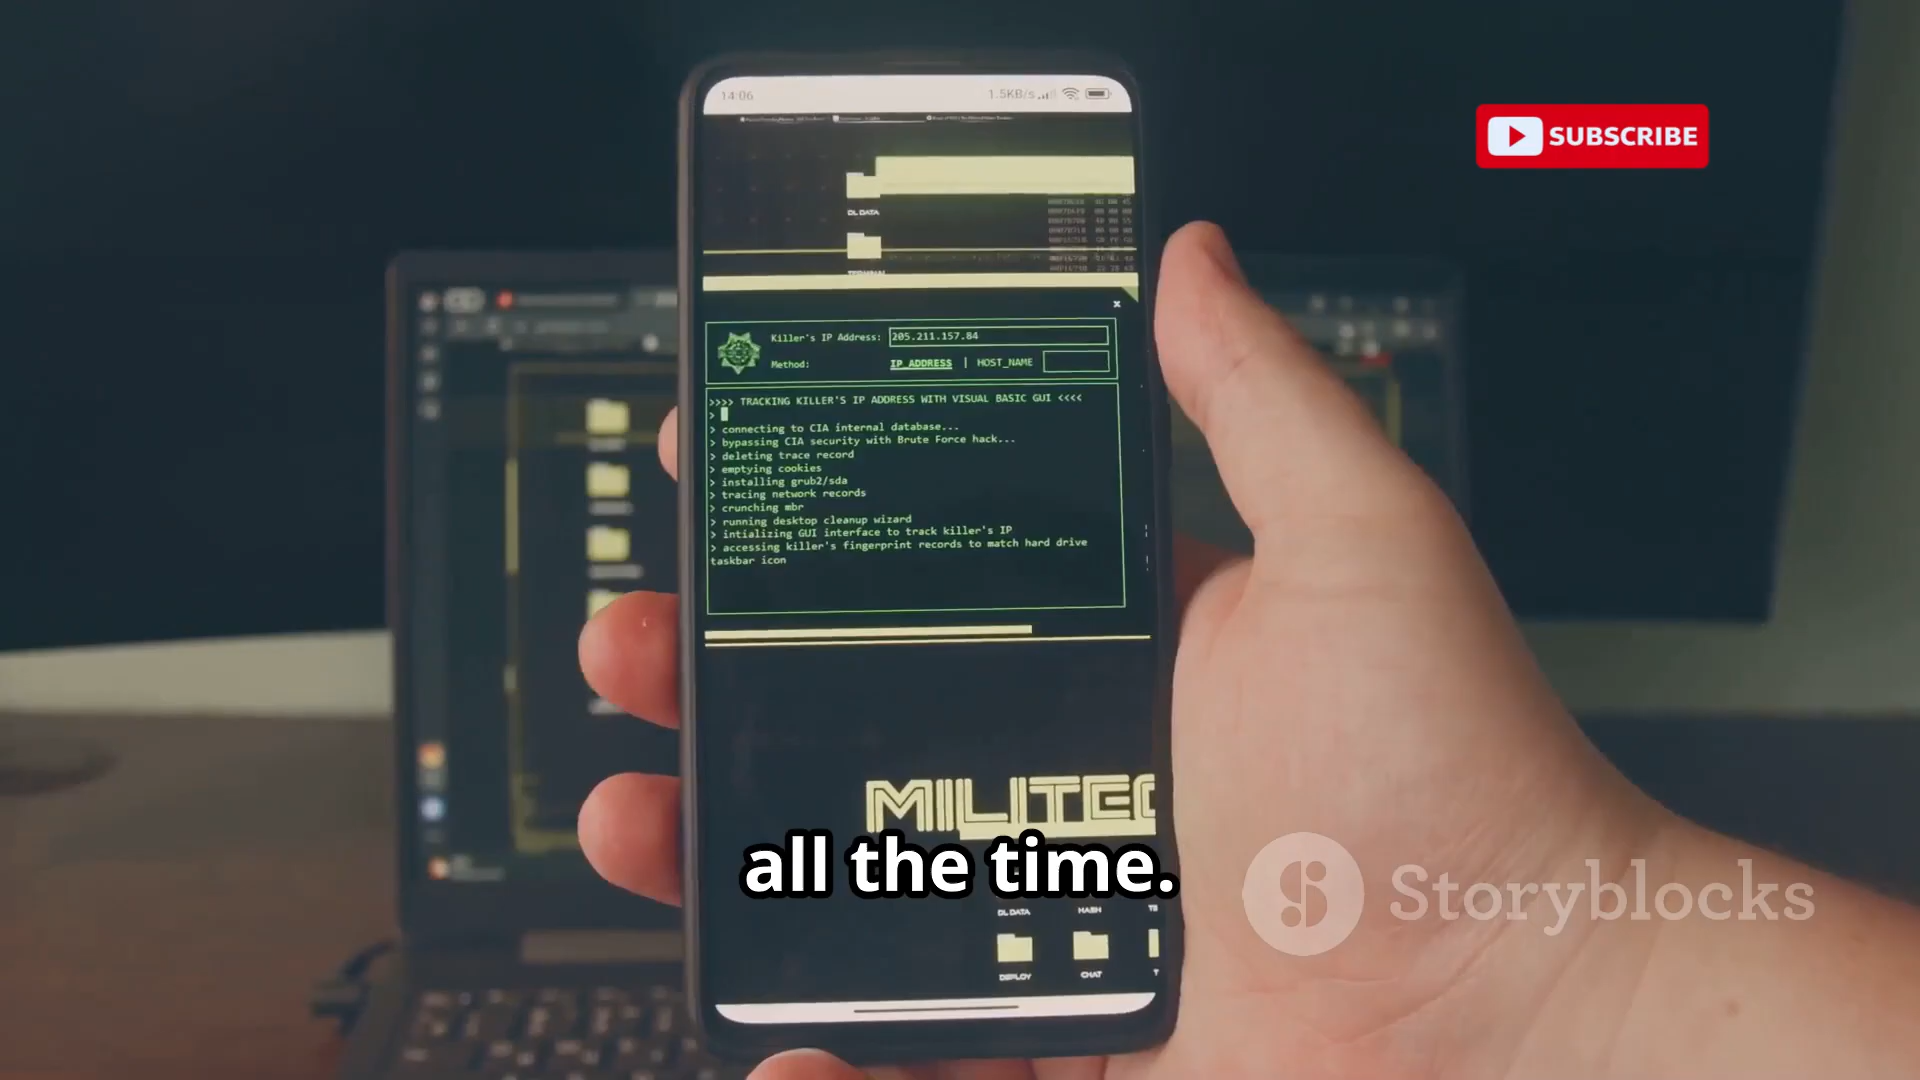 14:06
1.5KB/s
SUBSCRIBE
DL DATA
TERMINAL
x
Killer's IP Address: 205.211.157.84
Method: IP_ADDRESS | HOST_NAME
>>>> TRACKING KILLER'S IP ADDRESS WITH VISUAL BASIC GUI <<<<
>
> connecting to CIA internal database...
> bypassing CIA security with Brute Force hack...
> deleting trace record
> emptying cookies
> installing grub2/sda
> tracing network records
> crunching mbr
> running desktop cleanup wizard
> intializing GUI interface to track killer's IP
> accessing killer's fingerprint records to match hard drive
taskbar icon
MILITEC
all the time.
Storyblocks
DL DATA HASH
DEPLOY CHAT